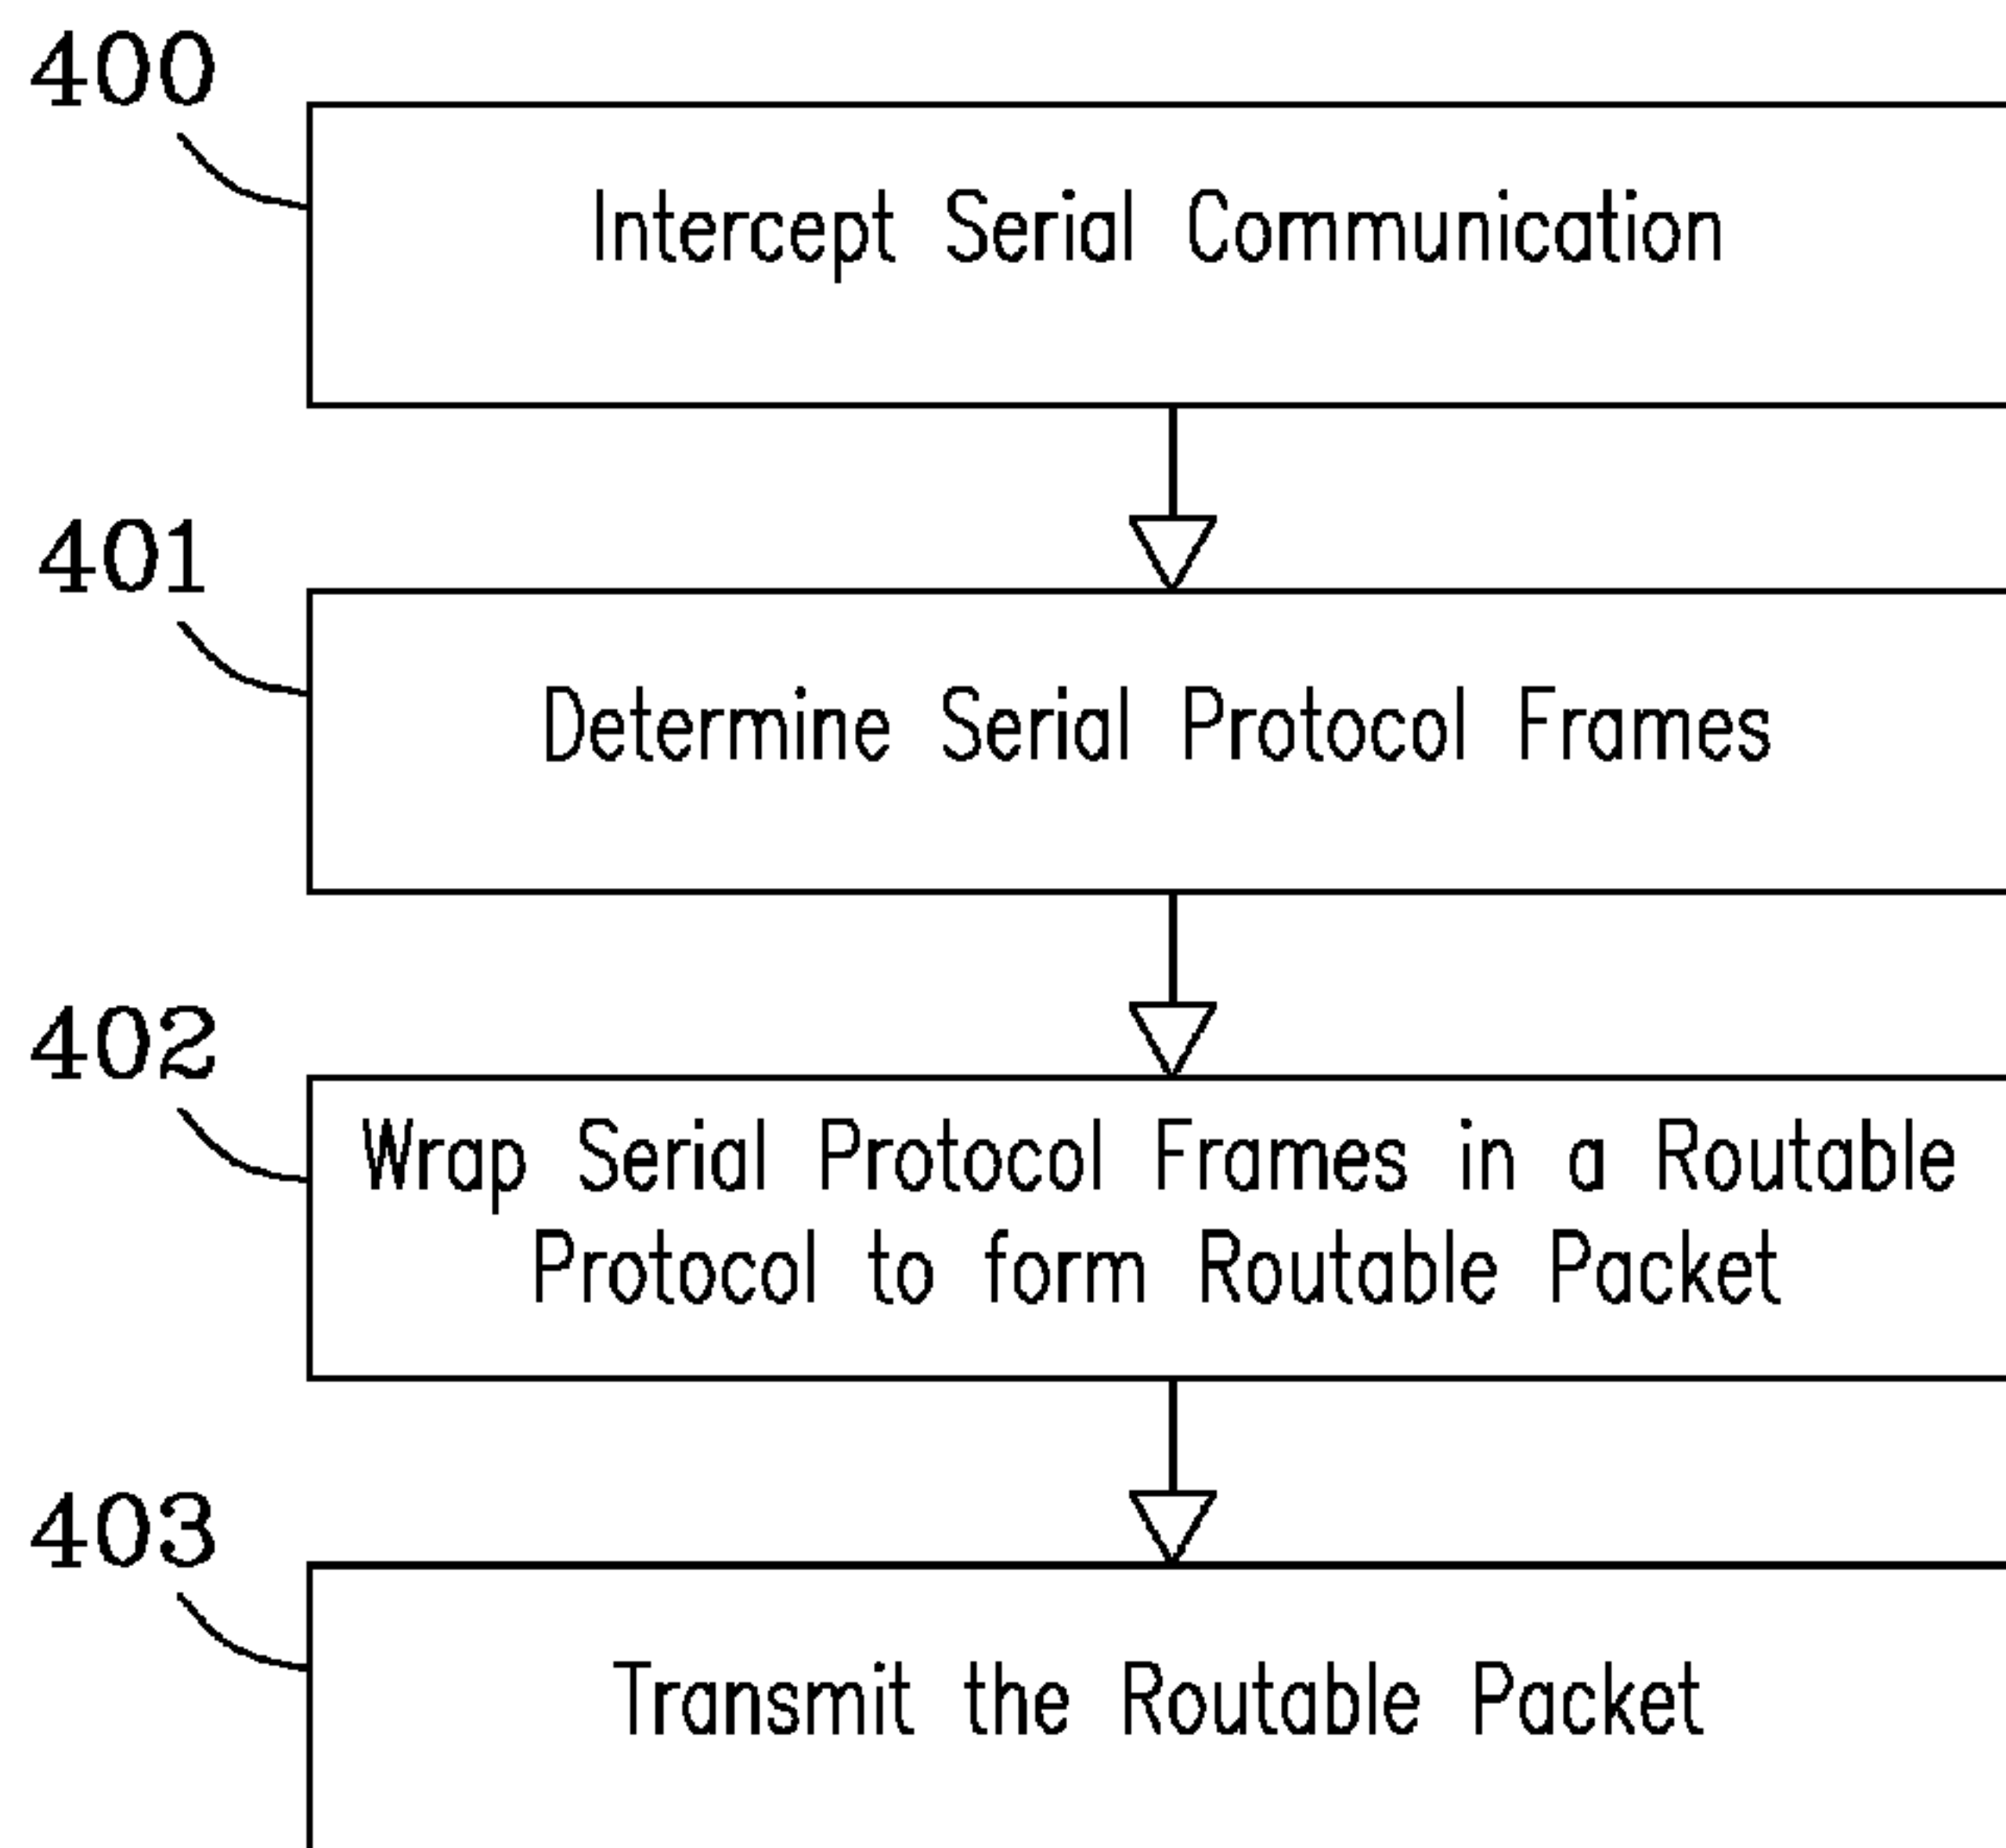 400
Intercept Serial Communication
401
Determine Serial Protocol Frames
402
Wrap Serial Protocol Frames in a Routable
Protocol to form Routable Packet
403
Transmit the Routable Packet